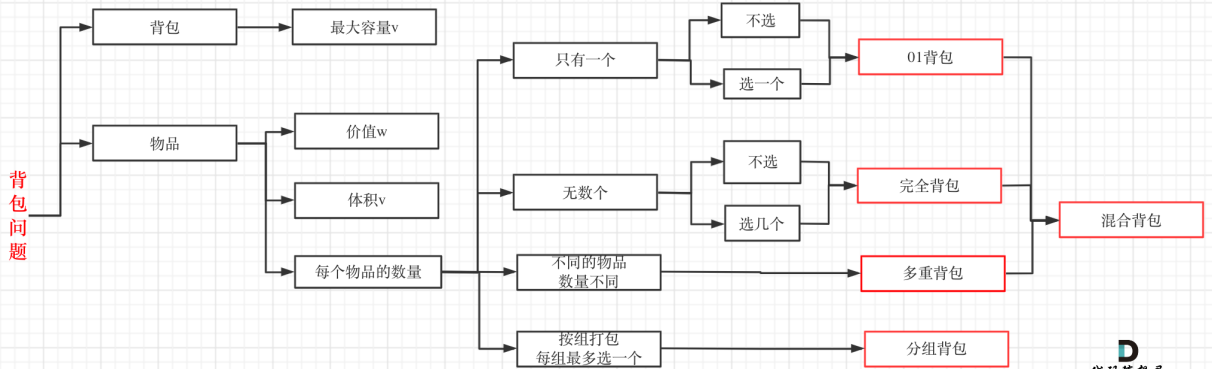 背包问题
背包
最大容量v
物品
价值w
体积v
每个物品的数量
只有一个
不选
选一个
01背包
无数个
不选
选几个
完全背包
不同的物品
数量不同
多重背包
按组打包
每组最多选一个
分组背包
混合背包